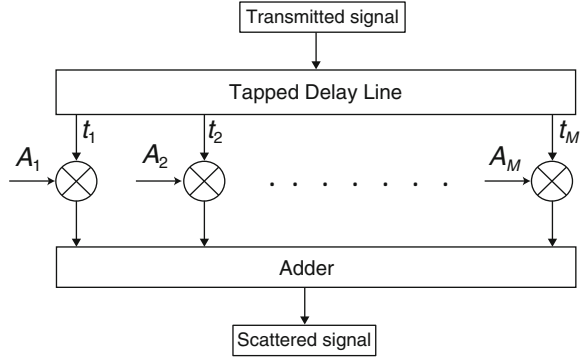 Transmitted signal
Tapped Delay Line
t1 t2 tM
A1 A2 . . . . . . . AM
Adder
Scattered signal